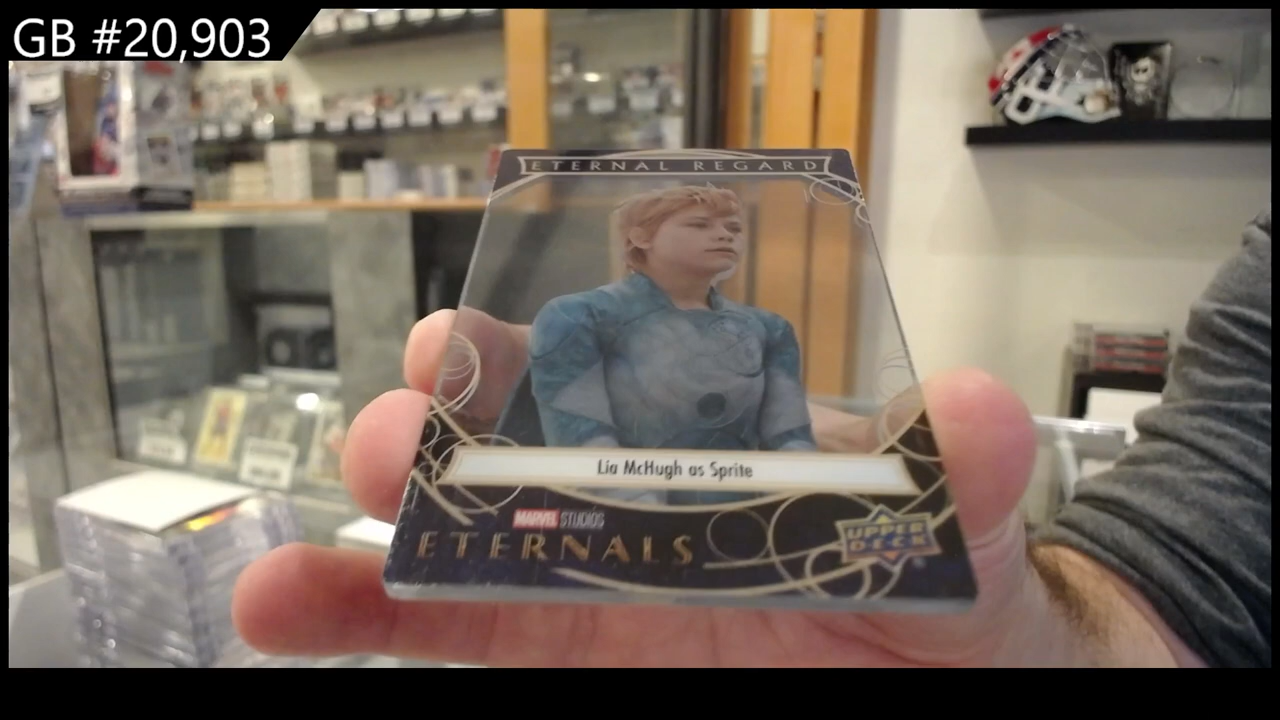 GB #20,903
ETERNAL REGARD
Lia McHugh as Sprite
MARVEL STUDIOS
ETERNALS
UPPER
DECK